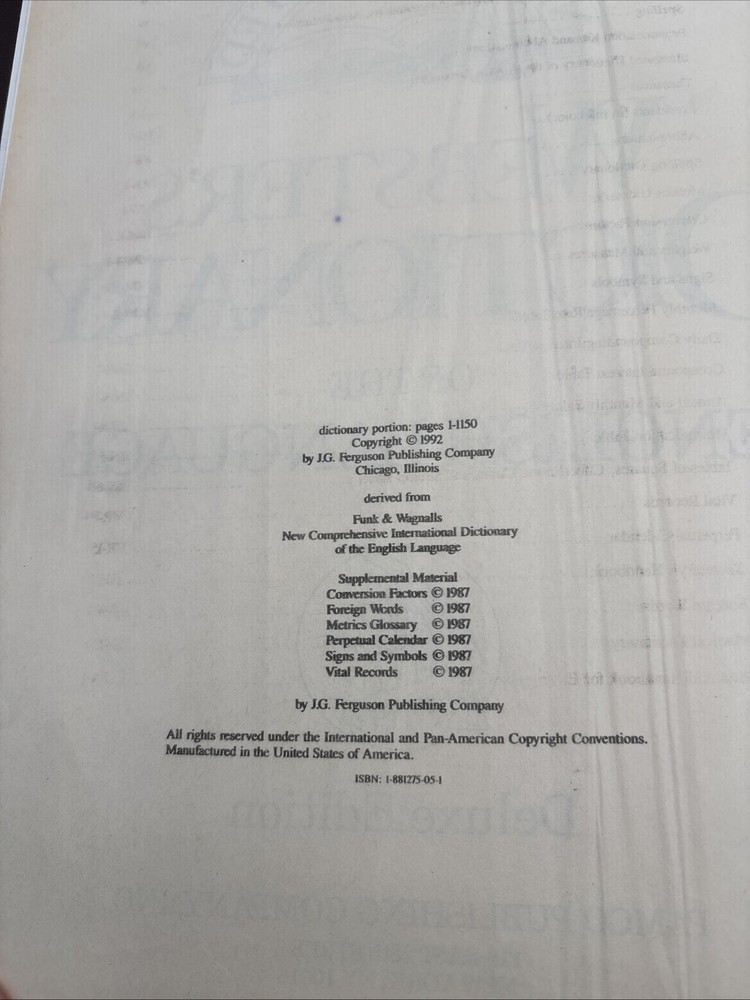 dictionary portion: pages 1-1150
Copyright © 1992
by J.G. Ferguson Publishing Company
Chicago, Illinois
derived from
Funk & Wagnalls
New Comprehensive International Dictionary
of the English Language
Supplemental Material
Conversion Factors © 1987
Foreign Words © 1987
Metrics Glossary © 1987
Perpetual Calendar © 1987
Signs and Symbols © 1987
Vital Records © 1987
by J.G. Ferguson Publishing Company
All rights reserved under the International and Pan-American Copyright Conventions.
Manufactured in the United States of America.
ISBN: 1-881275-05-1